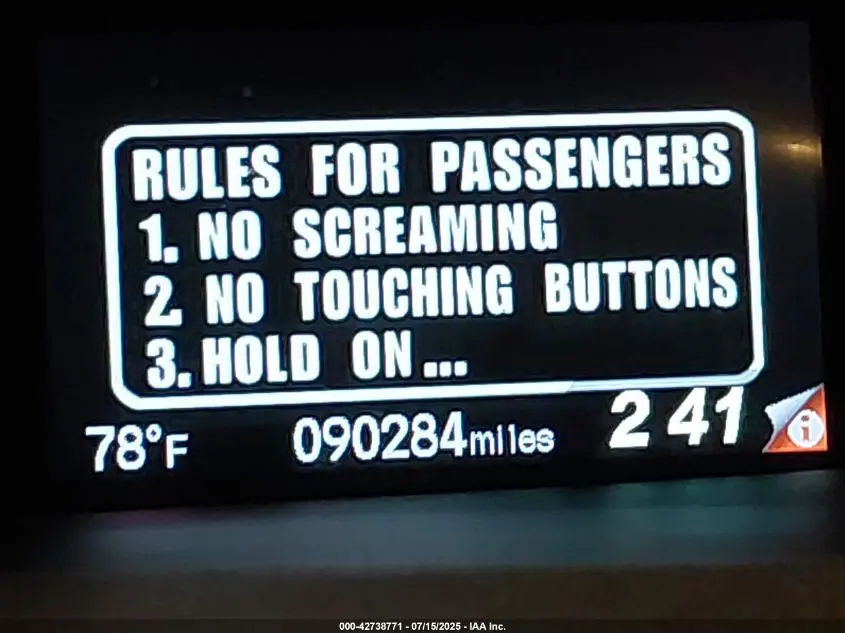 RULES FOR PASSENGERS
1. NO SCREAMING
2. NO TOUCHING BUTTONS
3. HOLD ON...
78°F 090284miles 2 41
i
000-42738771 - 07/15/2025 - IAA Inc.